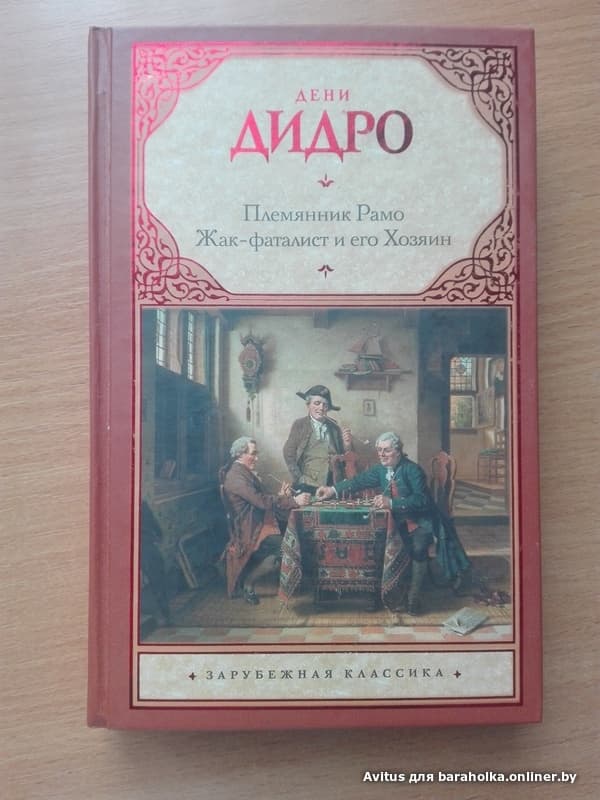 ДЕНИ
ДИДРО
Племянник Рамо
Жак-фаталист и его Хозяин
ЗАРУБЕЖНАЯ КЛАССИКА
Avitus для baraholka.onliner.by